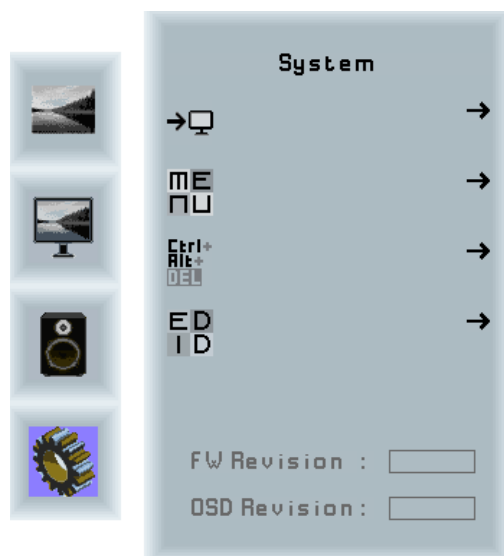 System
ME
NU
Ctrl+
Alt+
DEL
ED
ID
FW Revision :
OSD Revision :